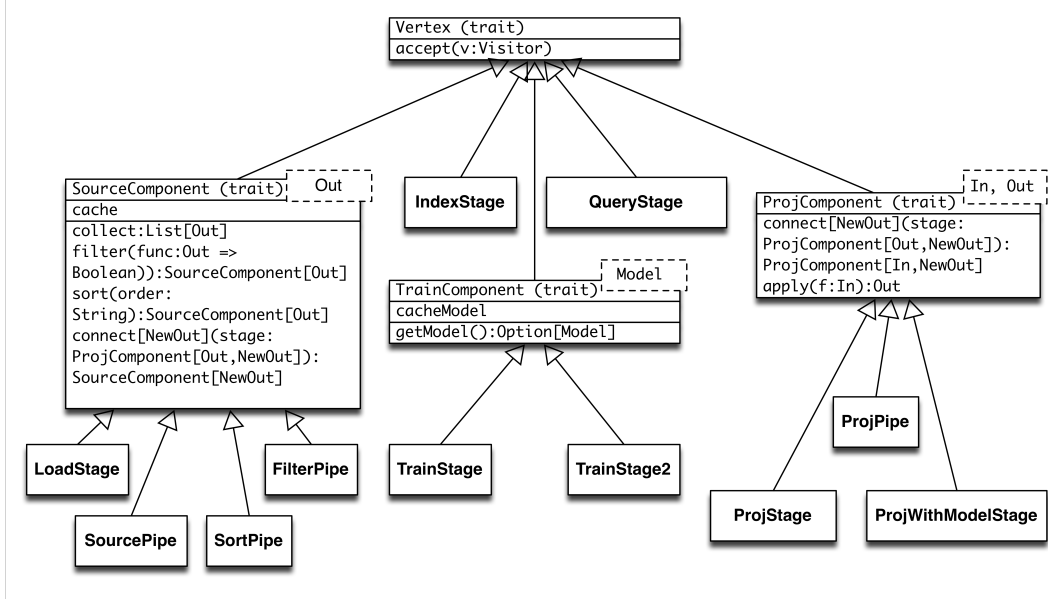 Vertex (trait)
accept(v:Visitor)
SourceComponent (trait)
Out
cache
collect:List[Out]
filter(func:Out =>
Boolean)):SourceComponent[Out]
sort(order:
String):SourceComponent[Out]
connect[NewOut](stage:
ProjComponent[Out,NewOut]):
SourceComponent[NewOut]
IndexStage
QueryStage
TrainComponent (trait)
Model
cacheModel
getModel():Option[Model]
ProjComponent (trait)
In, Out
connect[NewOut](stage:
ProjComponent[Out,NewOut]):
ProjComponent[In,NewOut]
apply(f:In):Out
LoadStage
FilterPipe
SourcePipe
SortPipe
TrainStage
TrainStage2
ProjPipe
ProjStage
ProjWithModelStage